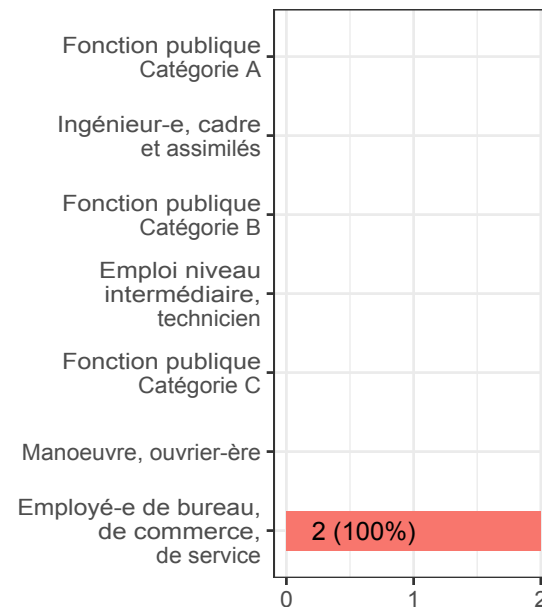 Fonction publique
Catégorie A
Ingénieur-e, cadre
et assimilés
Fonction publique
Catégorie B
Emploi niveau
intermédiaire,
technicien
Fonction publique
Catégorie C
Manoeuvre, ouvrier-ère
Employé-e de bureau,
de commerce,
de service
2 (100%)
0 1 2